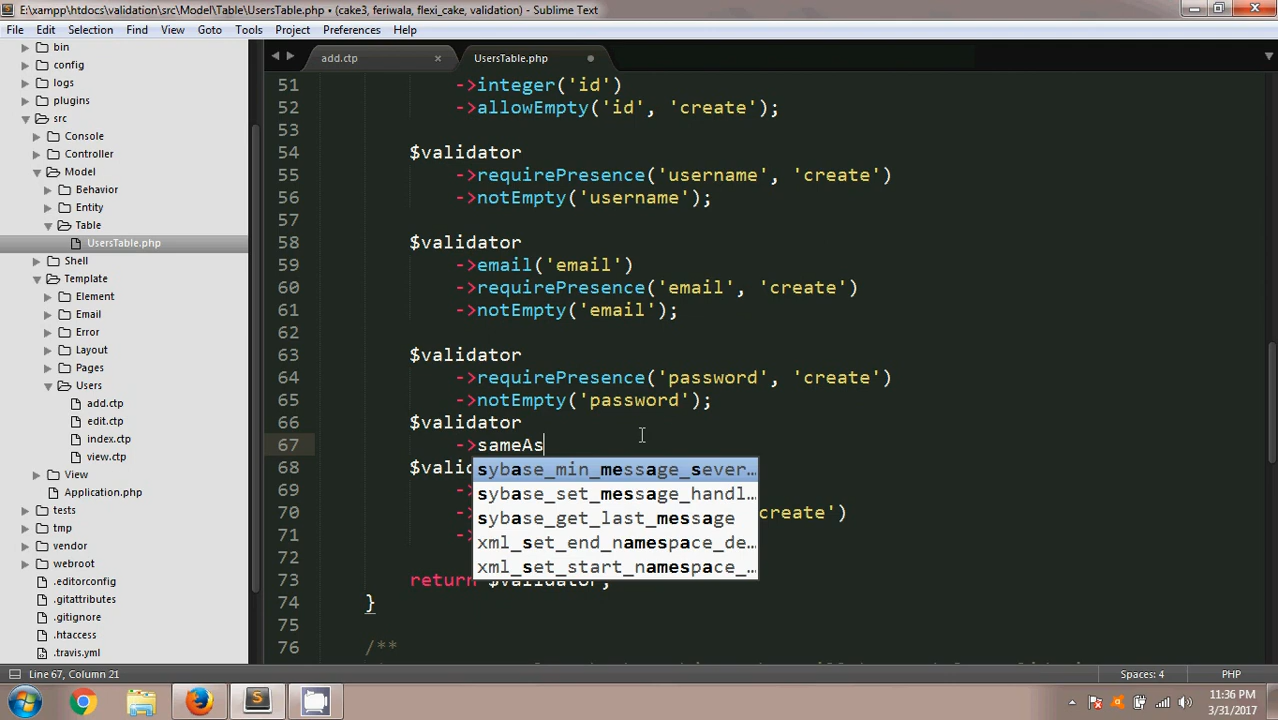 E:\xampp\htdocs\validation\src\Model\Table\UsersTable.php • (cake3, feriwala, flexi_cake, validation) - Sublime Text
File Edit Selection Find View Goto Tools Project Preferences Help
bin
config
logs
plugins
src
Console
Controller
Model
Behavior
Entity
Table
UsersTable.php
Shell
Template
Element
Email
Error
Layout
Pages
Users
add.ctp
edit.ctp
index.ctp
view.ctp
Application.php
tests
tmp
vendor
webroot
.editorconfig
.gitattributes
.gitignore
.htaccess
.travis.yml
add.ctp × UsersTable.php
51 ->integer('id')
52 ->allowEmpty('id', 'create');
53
54 $validator
55 ->requirePresence('username', 'create')
56 ->notEmpty('username');
57
58 $validator
59 ->email('email')
60 ->requirePresence('email', 'create')
61 ->notEmpty('email');
62
63 $validator
64 ->requirePresence('password', 'create')
65 ->notEmpty('password');
66 $validator
67 ->sameAs
68 $valid
69 -
70 - create')
71 -
72
73 return $validator;
74 }
75
76 /**
sybase_min_message_sever…
sybase_set_message_handl…
sybase_get_last_message
xml_set_end_namespace_de…
xml_set_start_namespace_…
Line 67, Column 21 Spaces: 4 PHP
11:36 PM
3/31/2017